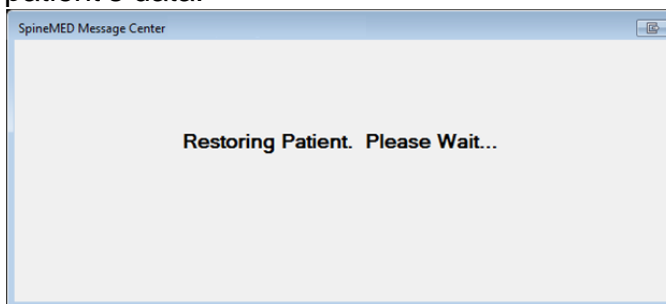 patient's data.
SpineMED Message Center
Restoring Patient.  Please Wait...